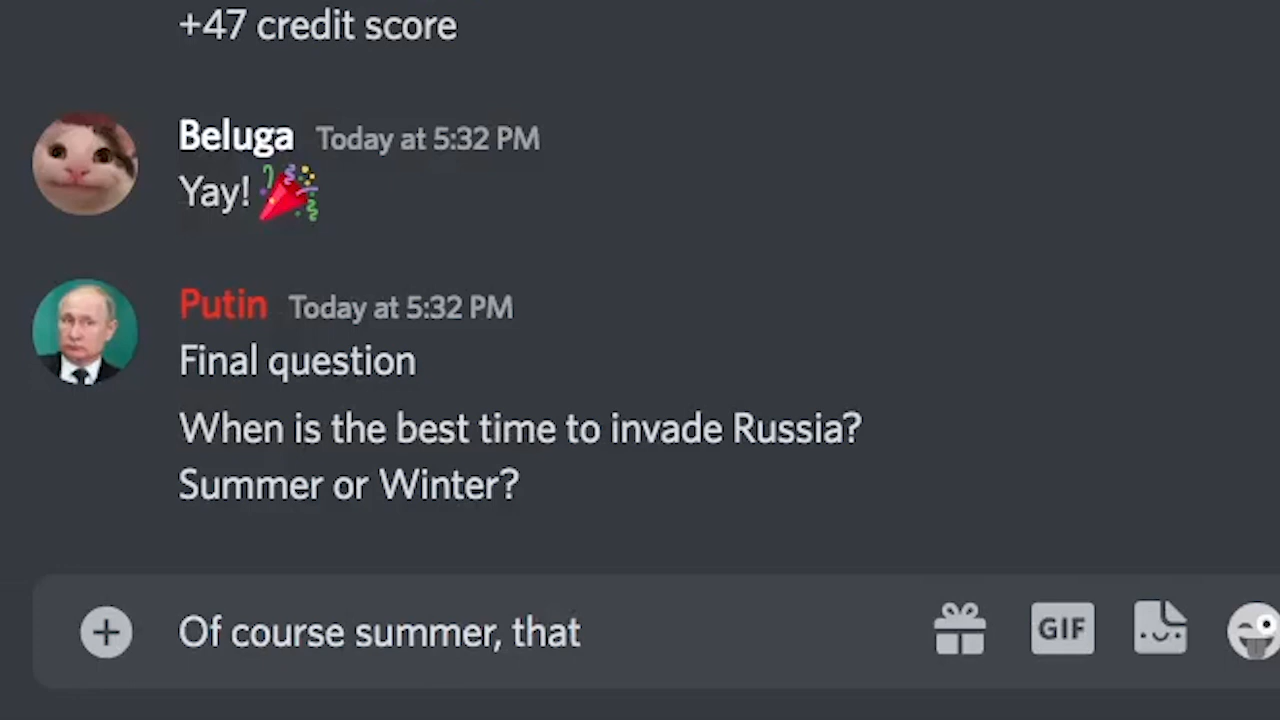 +47 credit score
Beluga Today at 5:32 PM
Yay!
Putin Today at 5:32 PM
Final question
When is the best time to invade Russia?
Summer or Winter?
Of course summer, that
GIF